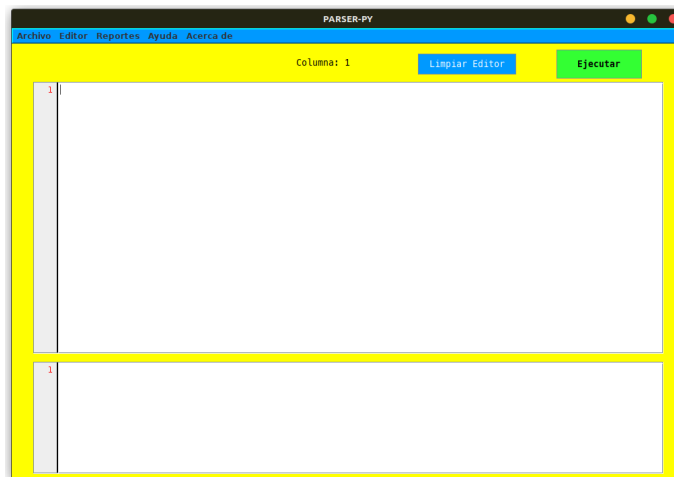 PARSER-PY
Archivo Editor Reportes Ayuda Acerca de
Columna: 1 Limpiar Editor Ejecutar
1
1